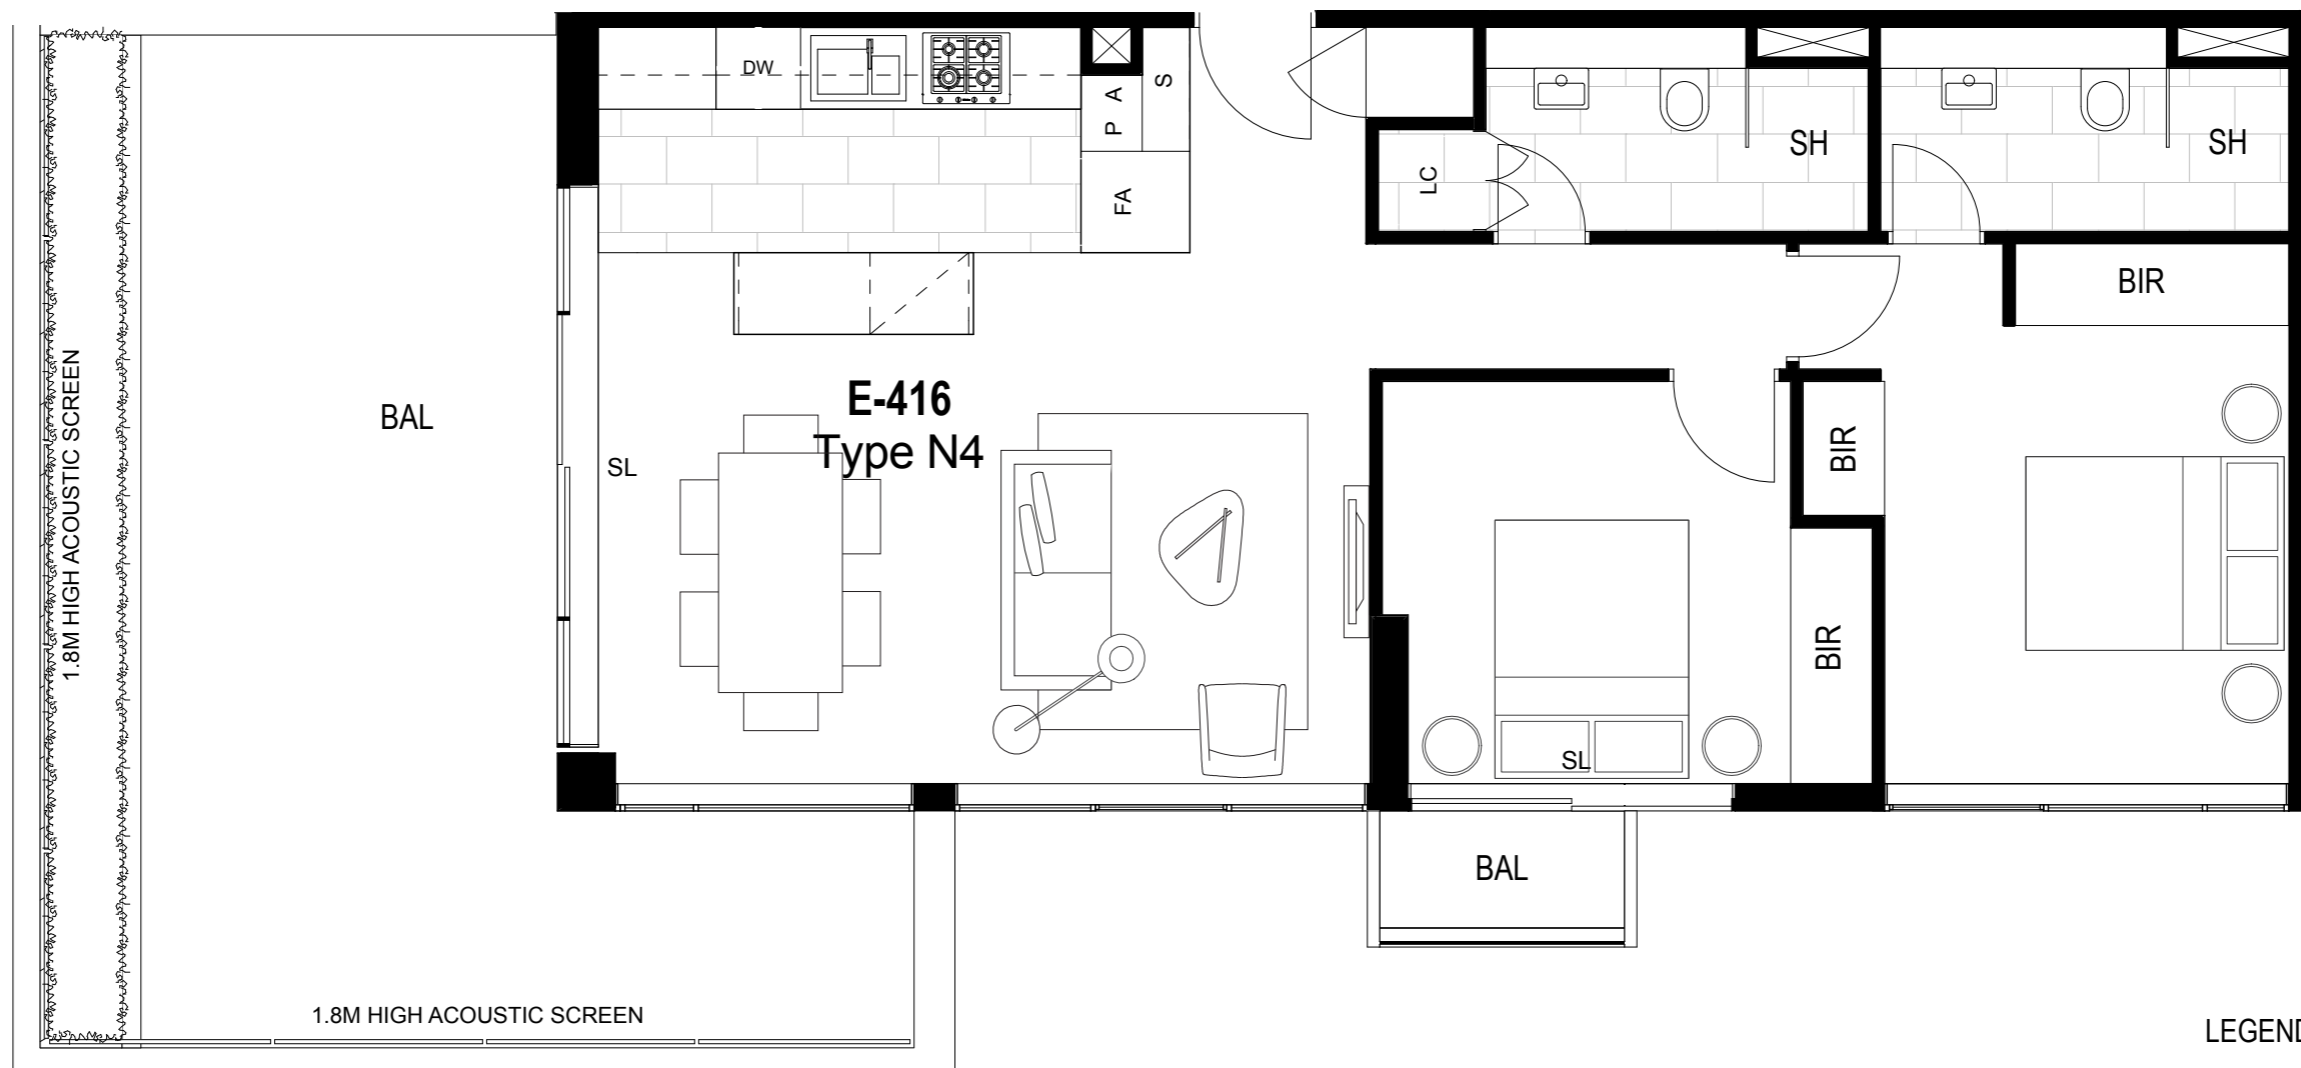 DW
P A
S
FA
LC
SH
SH
BIR
1.8M HIGH ACOUSTIC SCREEN
BAL
E-416
Type N4
SL
BIR
BIR
SL
BAL
1.8M HIGH ACOUSTIC SCREEN
LEGEND